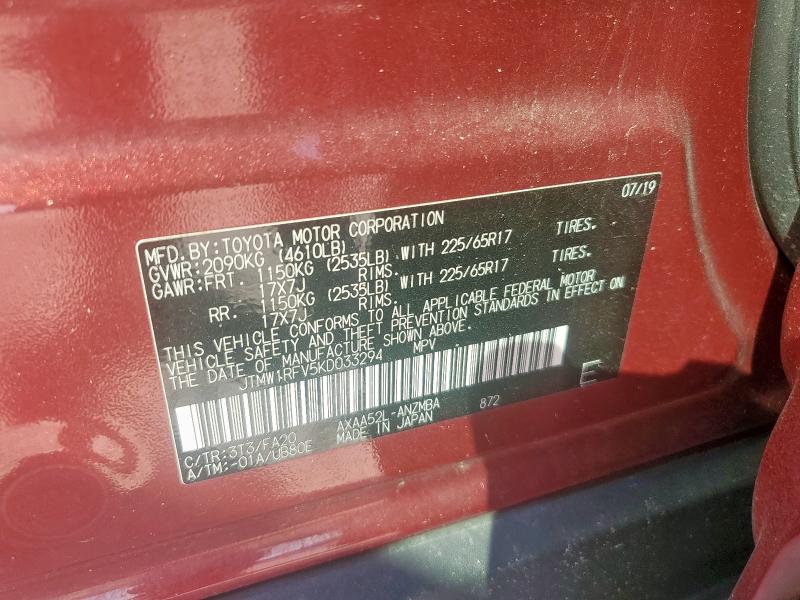 07/19
MFD.BY:TOYOTA MOTOR CORPORATION
GVWR:2090KG (4610LB)
GAWR:FRT. 1150KG (2535LB) WITH 225/65R17 TIRES.
17X7J RIMS.
RR. 1150KG (2535LB) WITH 225/65R17 TIRES.
17X7J RIMS.
THIS VEHICLE CONFORMS TO ALL APPLICABLE FEDERAL MOTOR
VEHICLE SAFETY AND THEFT PREVENTION STANDARDS IN EFFECT ON
THE DATE OF MANUFACTURE SHOWN ABOVE.
JTMW1RFV5KD033294 MPV
E
C/TR:3T3/FA20 AXAA52L-ANZMBA 872
A/TM:-01A/UB80E MADE IN JAPAN